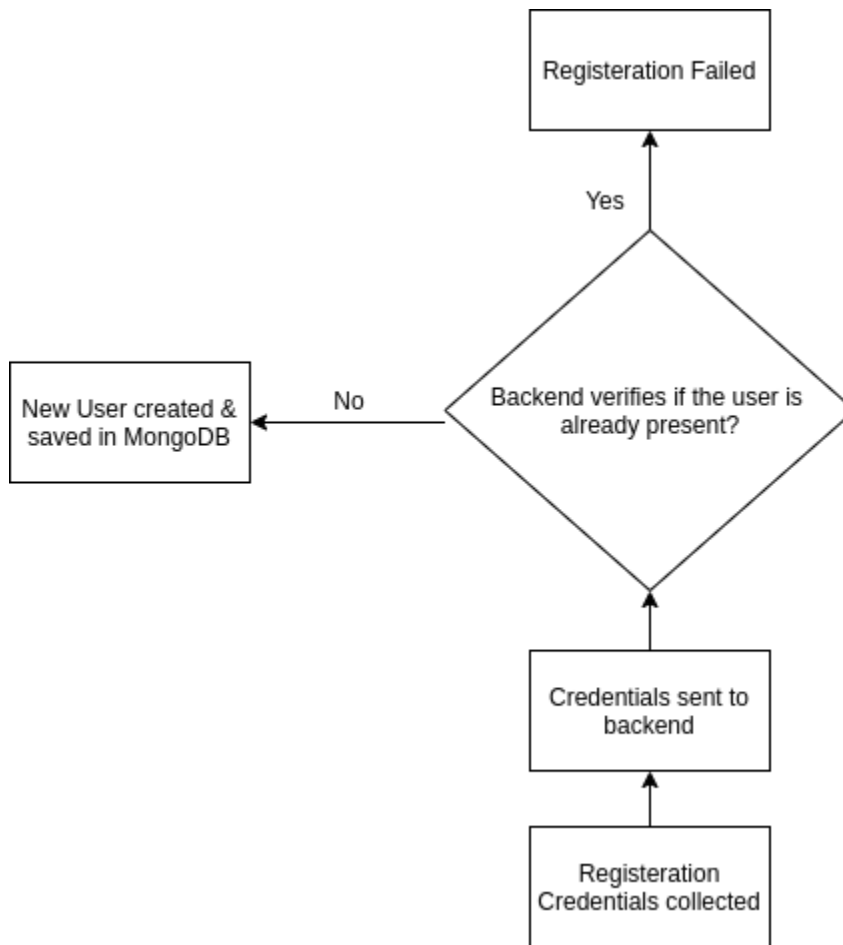 Registeration Failed
Yes
Backend verifies if the user is
already present?
No
New User created &
saved in MongoDB
Credentials sent to
backend
Registeration
Credentials collected